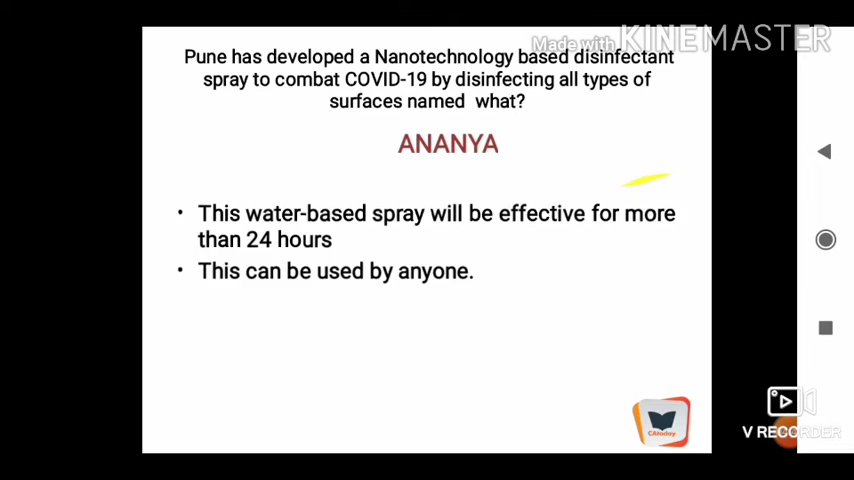 Made with KINEMASTER
Pune has developed a Nanotechnology based disinfectant
spray to combat COVID-19 by disinfecting all types of
surfaces named what?
ANANYA
• This water-based spray will be effective for more
than 24 hours
• This can be used by anyone.
CAtoday
V RECORDER